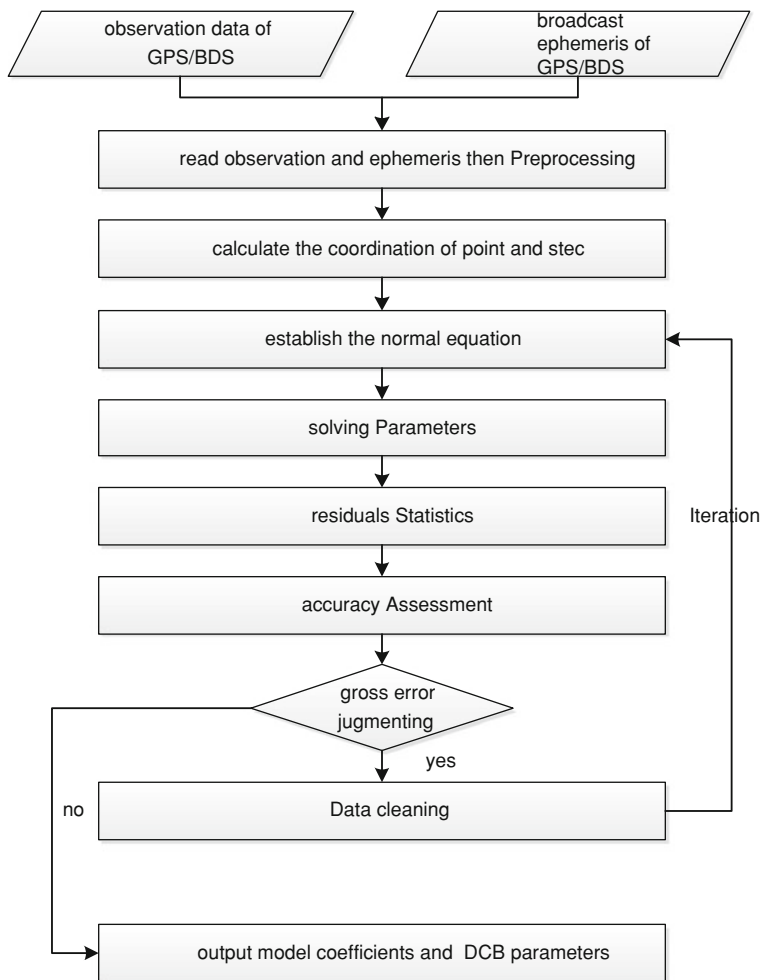 observation data of
GPS/BDS
broadcast
ephemeris of
GPS/BDS
read observation and ephemeris then Preprocessing
calculate the coordination of point and stec
establish the normal equation
solving Parameters
residuals Statistics
Iteration
accuracy Assessment
gross error
jugmenting
yes
no
Data cleaning
output model coefficients and DCB parameters